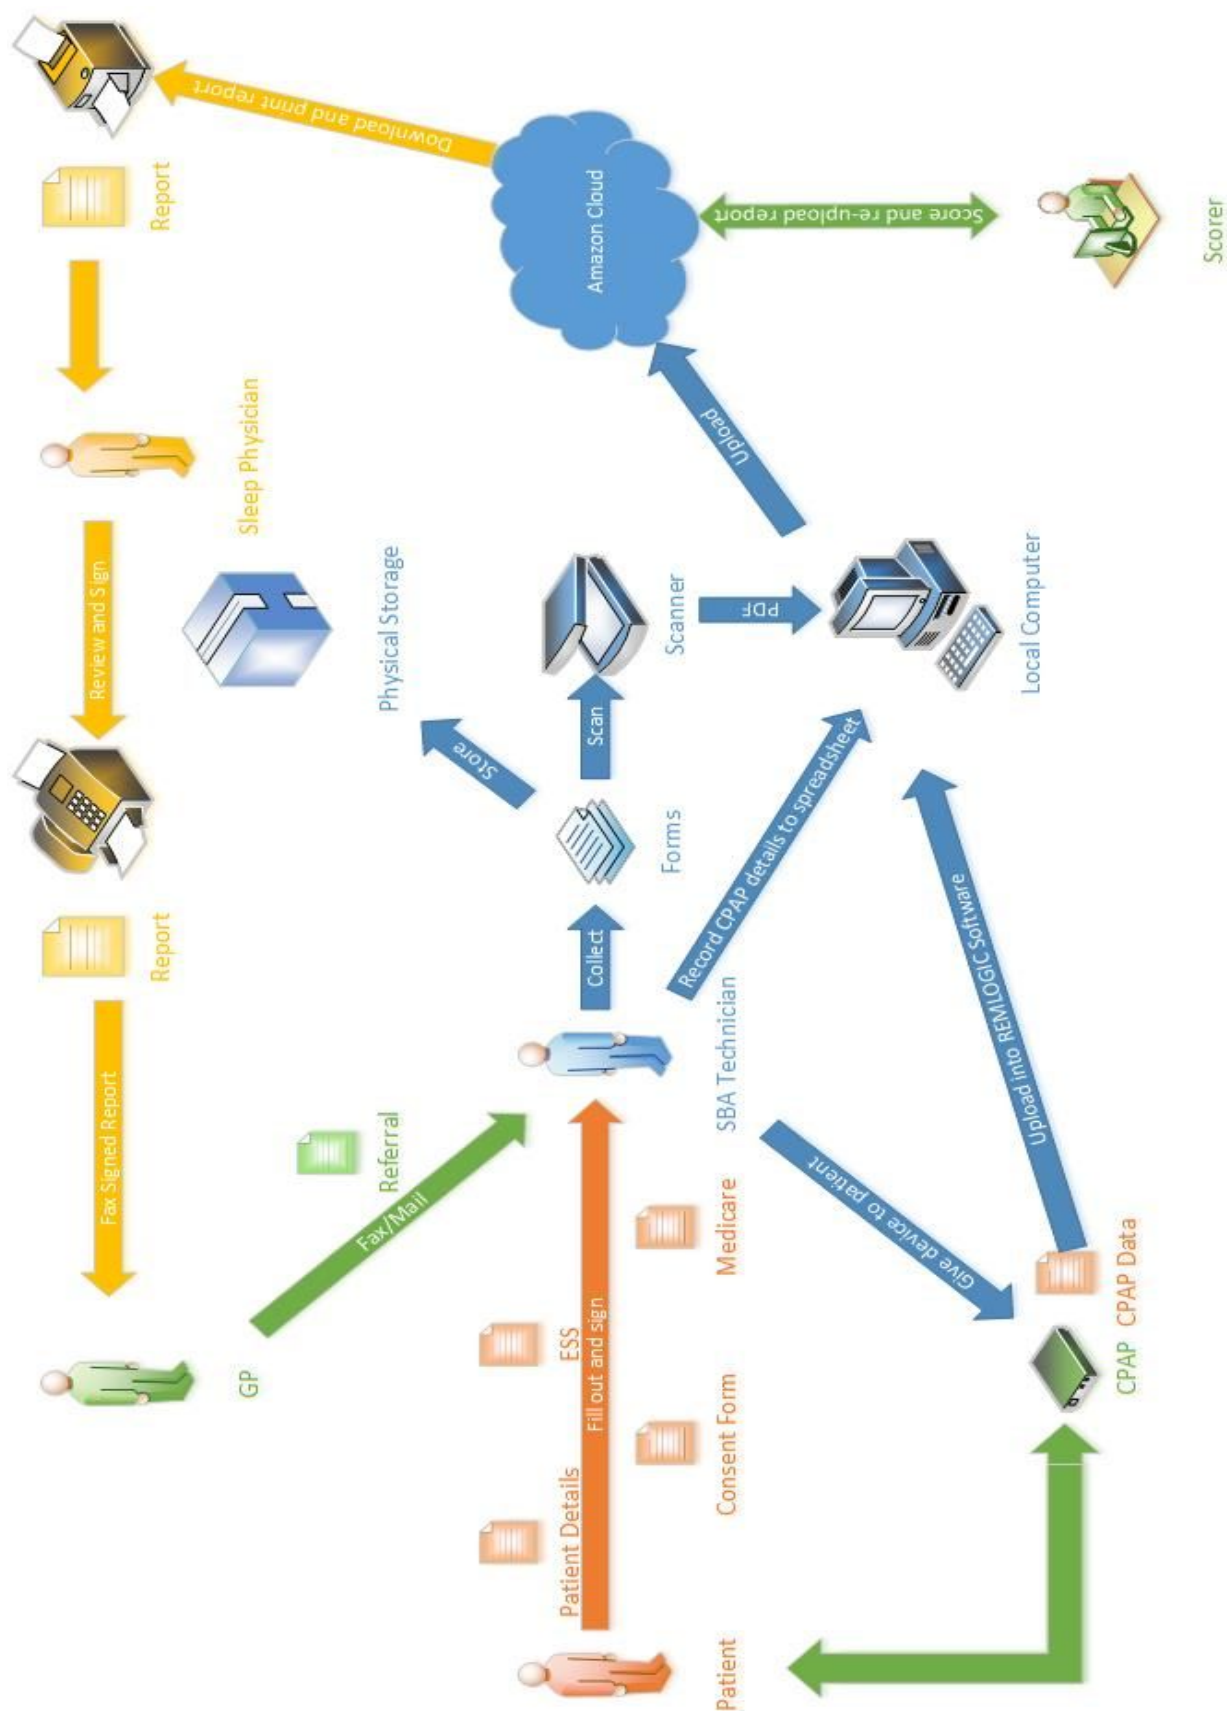 Fax Signed Report
Report
Review and Sign
Report
Download and print report
GP
Sleep Physician
Referral
Fax/Mail
Physical Storage
Store
Patient Details
ESS
Fill out and sign
Collect
Scan
Amazon Cloud
Forms
Scanner
Patient
Consent Form
Medicare
SBA Technician
Record CPAP details to spreadsheet
PDF
Upload
Score and re-upload report
Give device to patient
Upload into REMLOGIC Software
Local Computer
CPAP
CPAP Data
Scorer